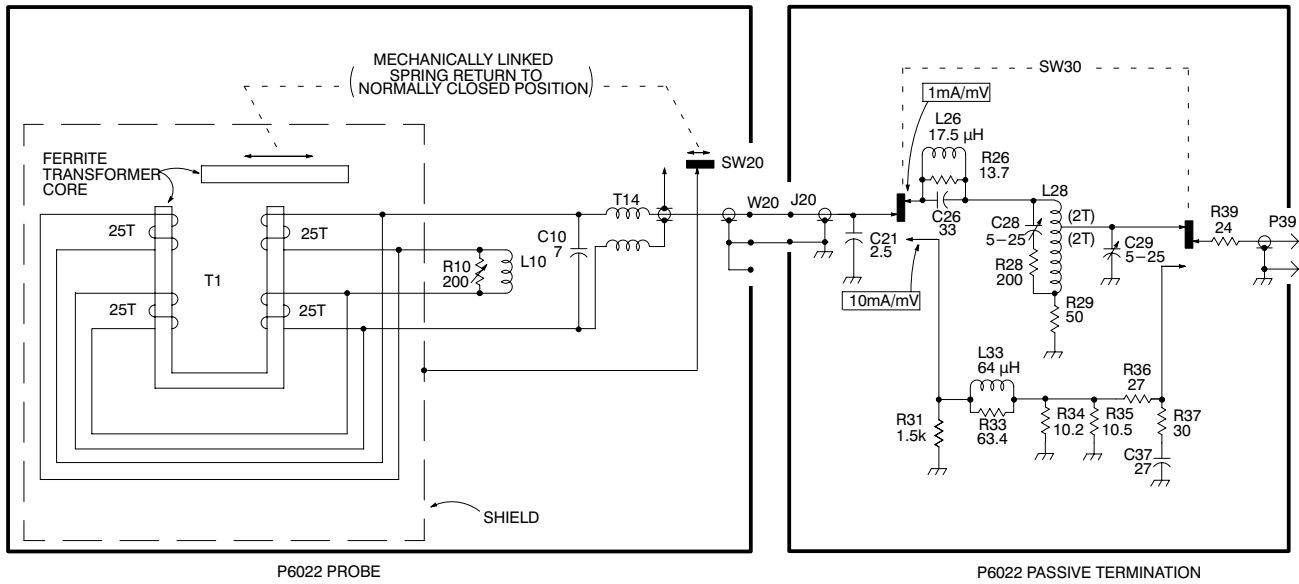 MECHANICALLY LINKED
SPRING RETURN TO
NORMALLY CLOSED POSITION
FERRITE
TRANSFORMER
CORE
SW20
25T
25T
T1
25T
25T
R10
200
L10
C10
7
T14
W20
J20
SHIELD
P6022 PROBE
SW30
1mA/mV
L26
17.5 µH
R26
13.7
C26
33
C21
2.5
10mA/mV
L28
C28
5–25
(2T)
(2T)
R28
200
C29
5–25
R29
50
R39
24
P39
L33
64 µH
R33
63.4
R31
1.5k
R34
10.2
R35
10.5
R36
27
R37
30
C37
27
P6022 PASSIVE TERMINATION